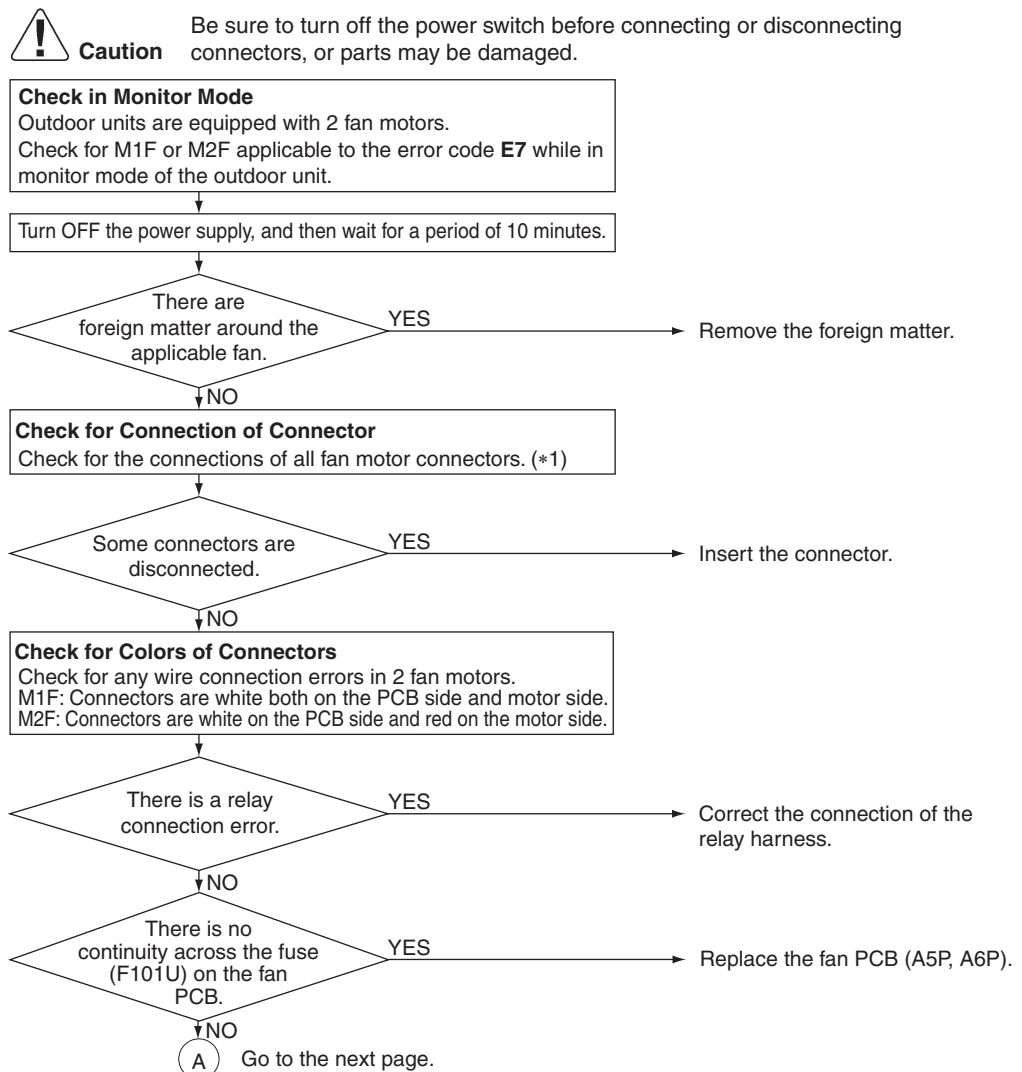 Be sure to turn off the power switch before connecting or disconnecting
Caution connectors, or parts may be damaged.
Check in Monitor Mode
Outdoor units are equipped with 2 fan motors.
Check for M1F or M2F applicable to the error code E7 while in
monitor mode of the outdoor unit.
Turn OFF the power supply, and then wait for a period of 10 minutes.
There are
foreign matter around the
applicable fan.
YES
Remove the foreign matter.
NO
Check for Connection of Connector
Check for the connections of all fan motor connectors. (*1)
Some connectors are
disconnected.
YES
Insert the connector.
NO
Check for Colors of Connectors
Check for any wire connection errors in 2 fan motors.
M1F: Connectors are white both on the PCB side and motor side.
M2F: Connectors are white on the PCB side and red on the motor side.
There is a relay
connection error.
YES
Correct the connection of the
relay harness.
NO
There is no
continuity across the fuse
(F101U) on the fan
PCB.
YES
Replace the fan PCB (A5P, A6P).
NO
A Go to the next page.